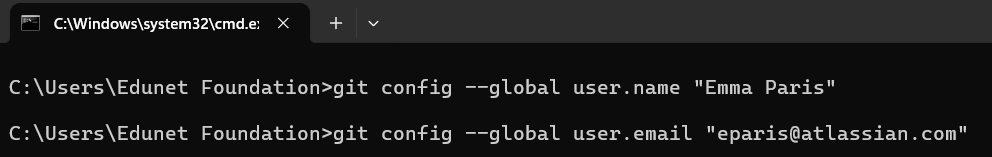 C:\Windows\system32\cmd.ex
C:\Users\Edunet Foundation>git config --global user.name "Emma Paris"
C:\Users\Edunet Foundation>git config --global user.email "eparis@atlassian.com"